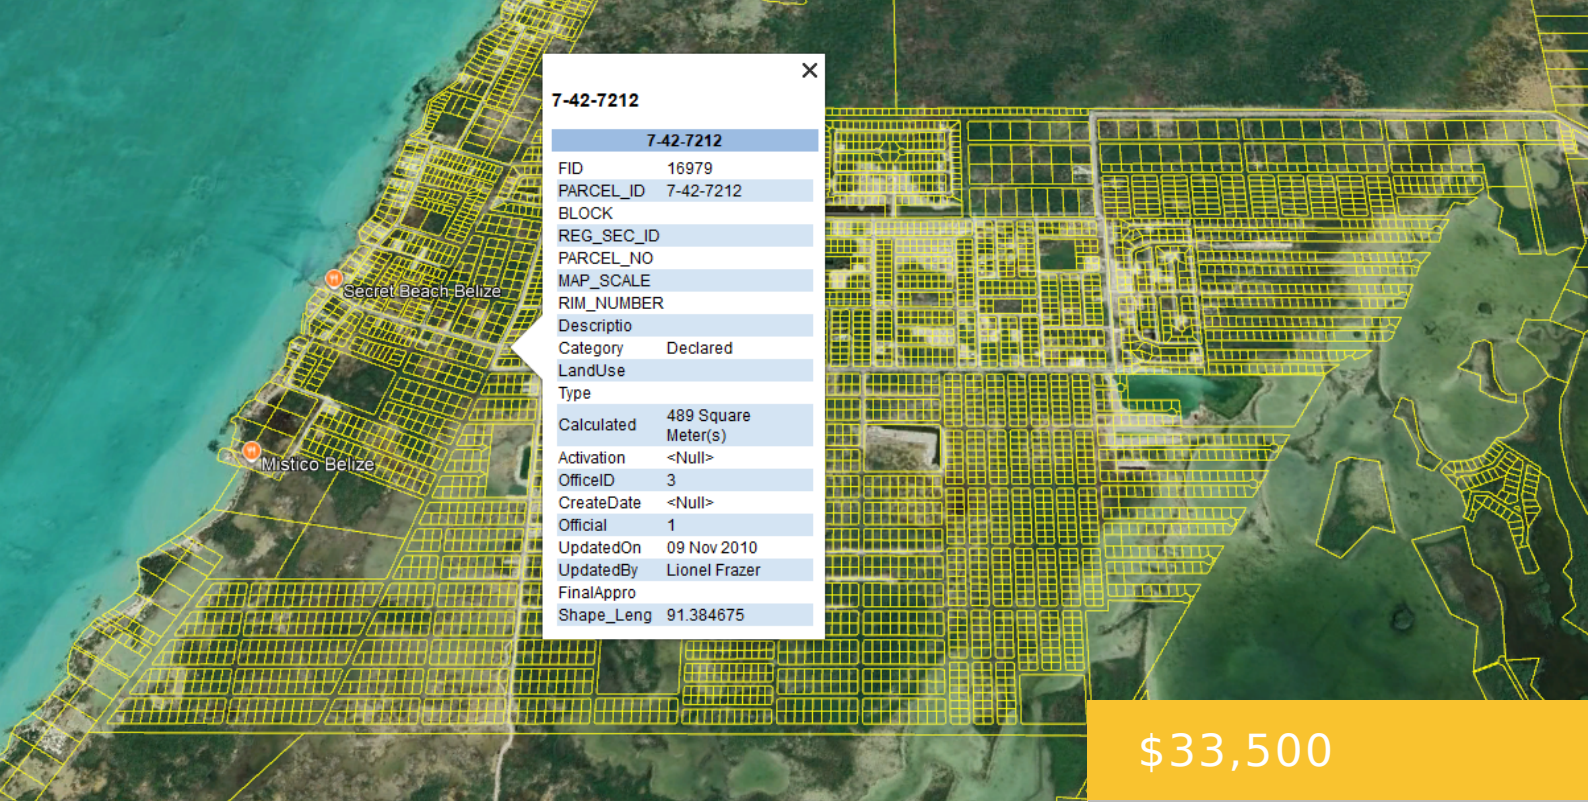 7-42-7212
7-42-7212
FID 16979
PARCEL_ID 7-42-7212
BLOCK
REG_SEC_ID
PARCEL_NO
MAP_SCALE
RIM_NUMBER
Descriptio
Category Declared
LandUse
Type
Calculated 489 Square
Meter(s)
Activation <Null>
OfficeID 3
CreateDate <Null>
Official 1
UpdatedOn 09 Nov 2010
UpdatedBy Lionel Frazer
FinalAppro
Shape_Leng 91.384675
Secret Beach Belize
Mistico Belize
$33,500